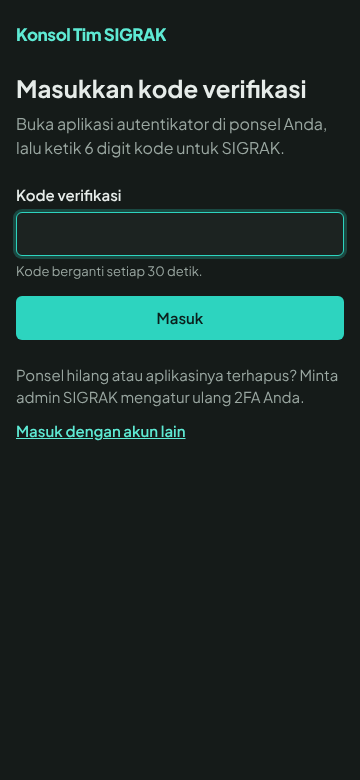 Konsol Tim SIGRAK
Masukkan kode verifikasi
Buka aplikasi autentikator di ponsel Anda,
lalu ketik 6 digit kode untuk SIGRAK.
Kode verifikasi
Kode berganti setiap 30 detik.
Masuk
Ponsel hilang atau aplikasinya terhapus? Minta
admin SIGRAK mengatur ulang 2FA Anda.
Masuk dengan akun lain